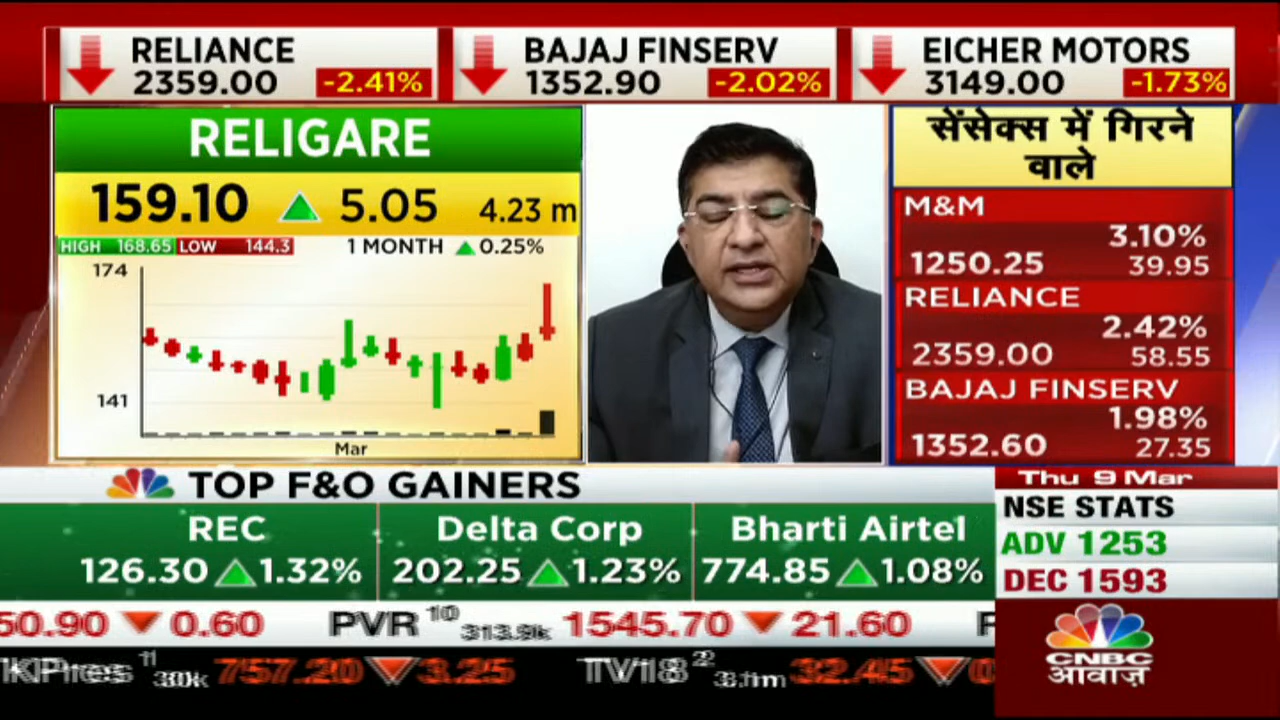 RELIANCE
2359.00 -2.41%
BAJAJ FINSERV
1352.90 -2.02%
EICHER MOTORS
3149.00 -1.73%
RELIGARE
159.10 5.05 4.23 m
HIGH 168.65 LOW 144.3 1 MONTH 0.25%
174
141
Mar
सेंसेक्स में गिरने
वाले
M&M
3.10%
1250.25 39.95
RELIANCE
2.42%
2359.00 58.55
BAJAJ FINSERV
1.98%
1352.60 27.35
TOP F&O GAINERS
REC
126.30 1.32%
Delta Corp
202.25 1.23%
Bharti Airtel
774.85 1.08%
Thu 9 Mar
NSE STATS
ADV 1253
DEC 1593
50.90 0.60 PVR 10 313.9k 1545.70 21.60
757.20 3.25 TV18 22 32.45
CNBC
आवाज़